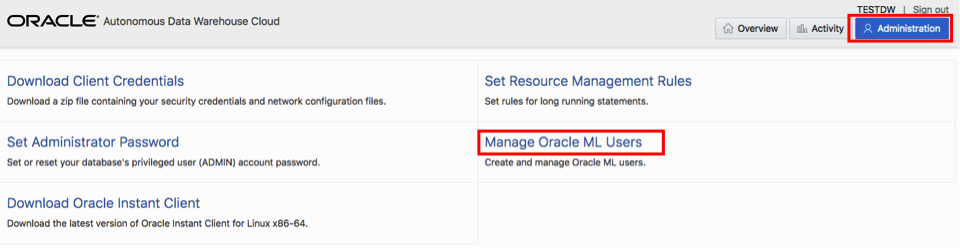 ORACLE® Autonomous Data Warehouse Cloud
TESTDW | Sign out
Overview Activity Administration
Download Client Credentials
Download a zip file containing your security credentials and network configuration files.
Set Resource Management Rules
Set rules for long running statements.
Set Administrator Password
Set or reset your database's privileged user (ADMIN) account password.
Manage Oracle ML Users
Create and manage Oracle ML users.
Download Oracle Instant Client
Download the latest version of Oracle Instant Client for Linux x86-64.